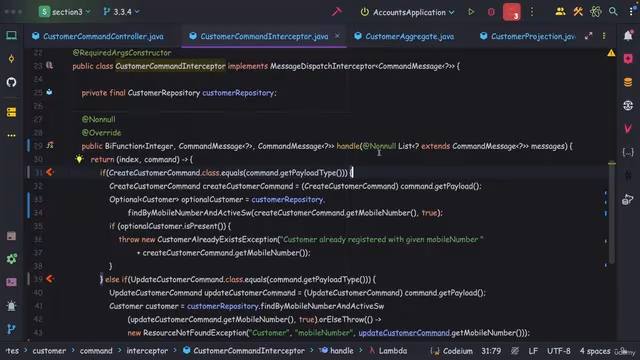 section3 3.3.4 AccountsApplication 3
CustomerCommandController.java CustomerCommandInterceptor.java CustomerAggregate.java CustomerProjection.java
22 @RequiredArgsConstructor
23 public class CustomerCommandInterceptor implements MessageDispatchInterceptor<CommandMessage<?>> {
24
25 private final CustomerRepository customerRepository;
26
27 @Nonnull
28 @Override
29 public BiFunction<Integer, CommandMessage<?>, CommandMessage<?>> handle(@Nonnull List<? extends CommandMessage<?>> messages) {
30 return (index, command) -> {
31 if(CreateCustomerCommand.class.equals(command.getPayloadType())) {
32 CreateCustomerCommand createCustomerCommand = (CreateCustomerCommand) command.getPayload();
33 Optional<Customer> optionalCustomer = customerRepository.
34 findByMobileNumberAndActiveSw(createCustomerCommand.getMobileNumber(), true);
35 if (optionalCustomer.isPresent()) {
36 throw new CustomerAlreadyExistsException("Customer already registered with given mobileNumber "
37 + createCustomerCommand.getMobileNumber());
38 }
39 } else if(UpdateCustomerCommand.class.equals(command.getPayloadType())) {
40 UpdateCustomerCommand updateCustomerCommand = (UpdateCustomerCommand) command.getPayload();
41 Customer customer = customerRepository.findByMobileNumberAndActiveSw
42 (updateCustomerCommand.getMobileNumber(), true).orElseThrow(() ->
43 new ResourceNotFoundException("Customer", "mobileNumber", updateCustomerCommand.getMobileNumber()));
customer command interceptor CustomerCommandInterceptor handle Lambda Codeium 31:79 LF UTF-8 4 spaces